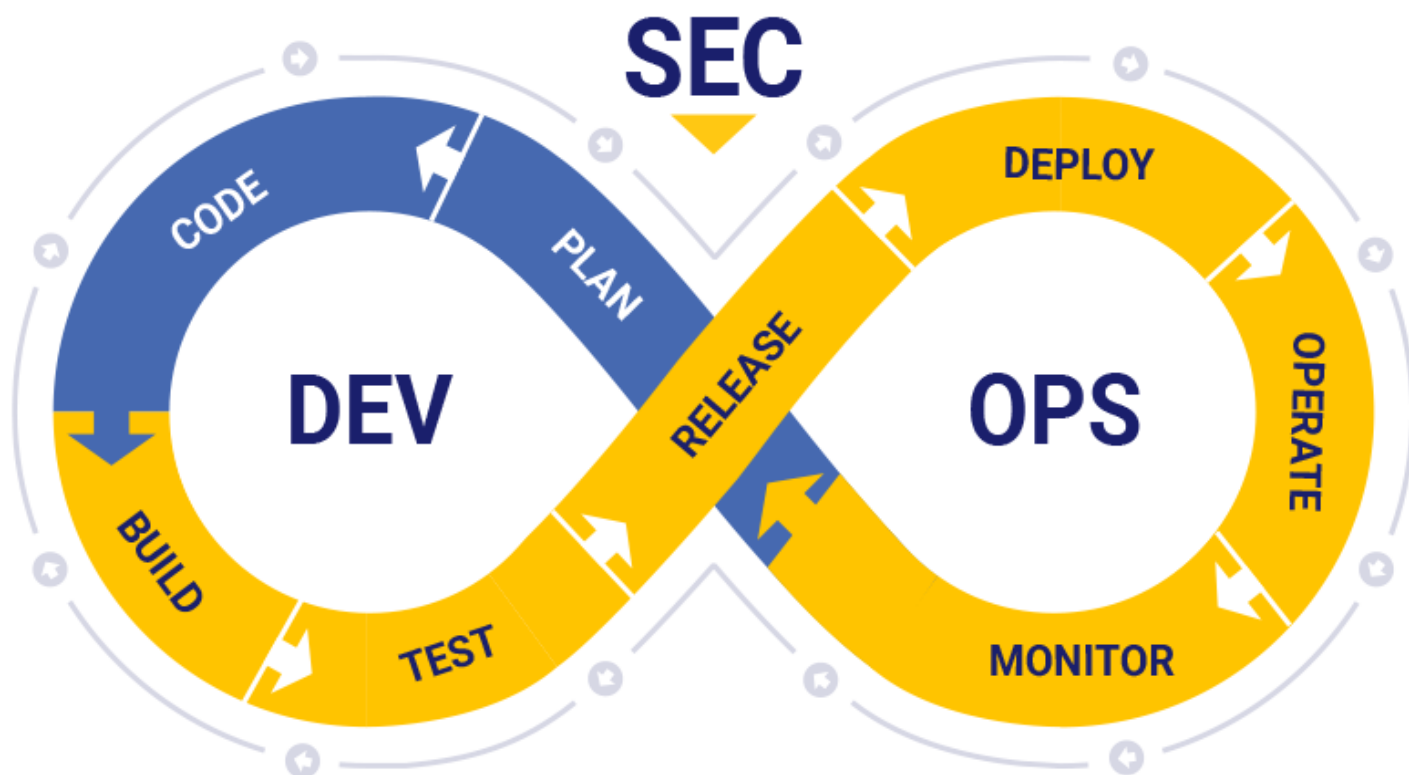 SEC
DEV
OPS
PLAN
CODE
BUILD
TEST
RELEASE
DEPLOY
OPERATE
MONITOR